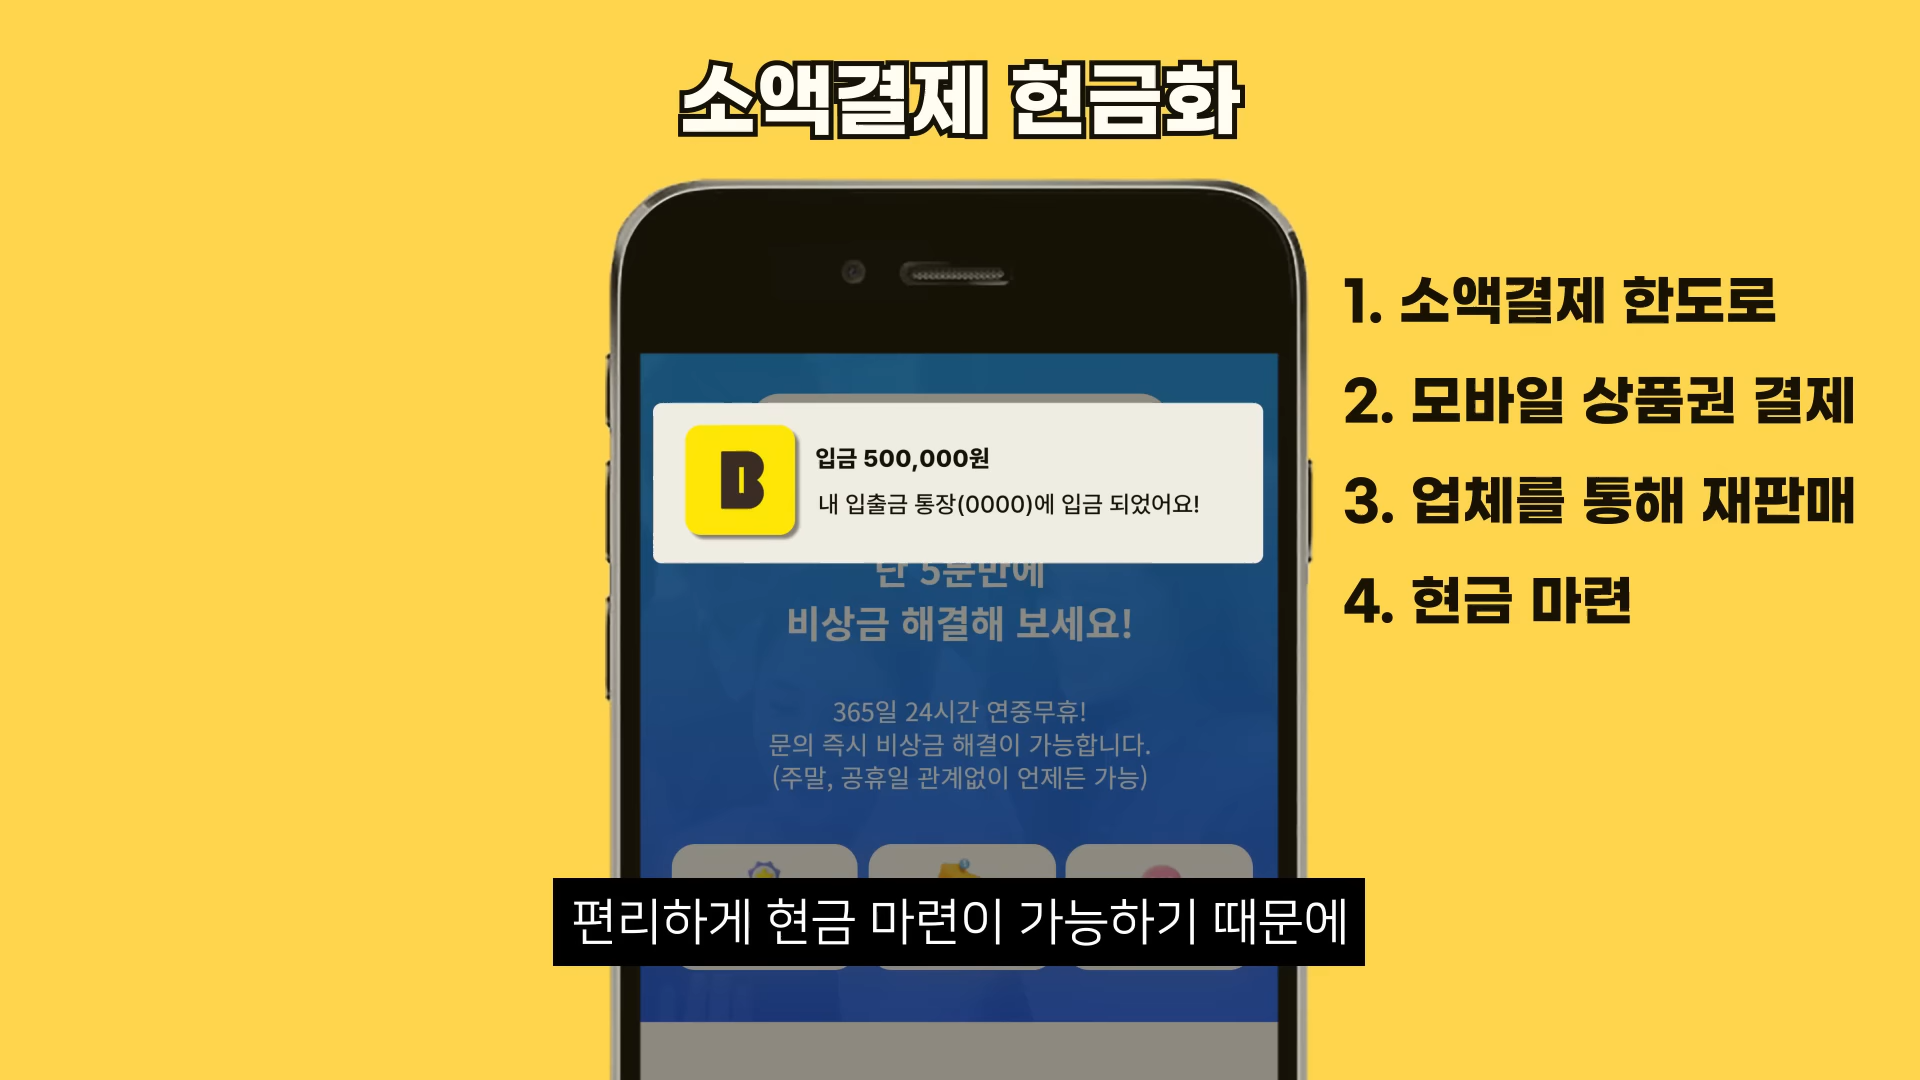 소액결제 현금화
1. 소액결제 한도로
2. 모바일 상품권 결제
3. 업체를 통해 재판매
4. 현금 마련
B
입금 500,000원
내 입출금 통장(0000)에 입금 되었어요!
단 5분만에
비상금 해결해 보세요!
365일 24시간 연중무휴!
문의 즉시 비상금 해결이 가능합니다.
(주말, 공휴일 관계없이 언제든 가능)
편리하게 현금 마련이 가능하기 때문에